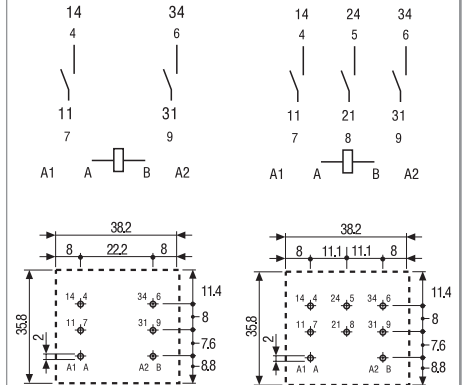 14 34 14 24 34
4 6 4 5 6
11 31 11 21 31
7 9 7 8 9
A1 A B A2 A1 A B A2
38.2 38.2
8 22.2 8 8 11.1 11.1 8
14 4 34 6 11.4 14 4 24 5 34 6 11.4
35.8 8 35.8 8
11 7 31 9 11 7 21 8 31 9
2 7.6 2 7.6
A1 A A2 B 8.8 A1 A A2 B 8.8